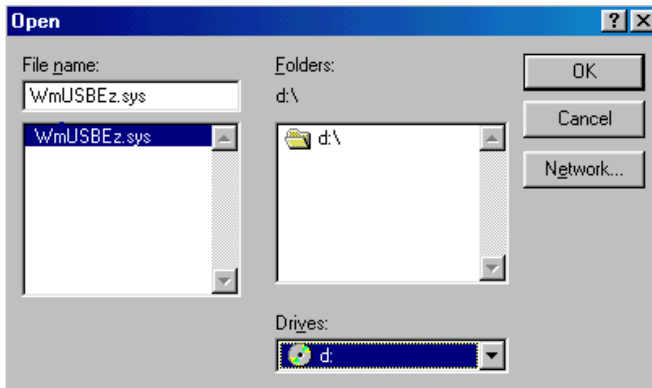 Open
File name:
WmUSBEz.sys
WmUSBEz.sys
Folders:
d:\
d:\
Drives:
d:
OK
Cancel
Network...